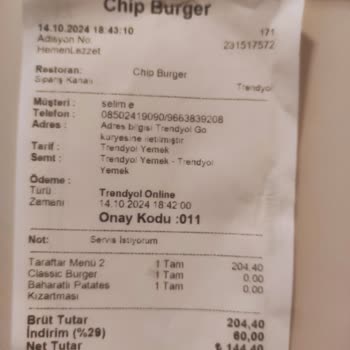 Chip Burger
14.10.2024 18:43:10 171
Adisyon No 231517572
HemenLezzet
Restoran: Chip Burger
Sipariş Kanalı Trendyol
Müşteri : selim e
Telefon : 08502419090/9663839208
Adres : Adres bilgisi Trendyol Go
kuryesine iletilmiştir
Tarif : Trendyol Yemek
Semt : Trendyol Yemek - Trendyol
Yemek
Ödeme :
Türü Trendyol Online
Zamanı 14.10.2024 18:42:00
Onay Kodu :011
Not: Servis İstiyorum
Taraftar Menü 2 1 Tam 204,40
Classic Burger 1 Tam 0,00
Baharatlı Patates 1 Tam 0,00
Kızartması
Brüt Tutar 204,40
İndirim (%29) 60,00
Net Tutar ₺ 144,40